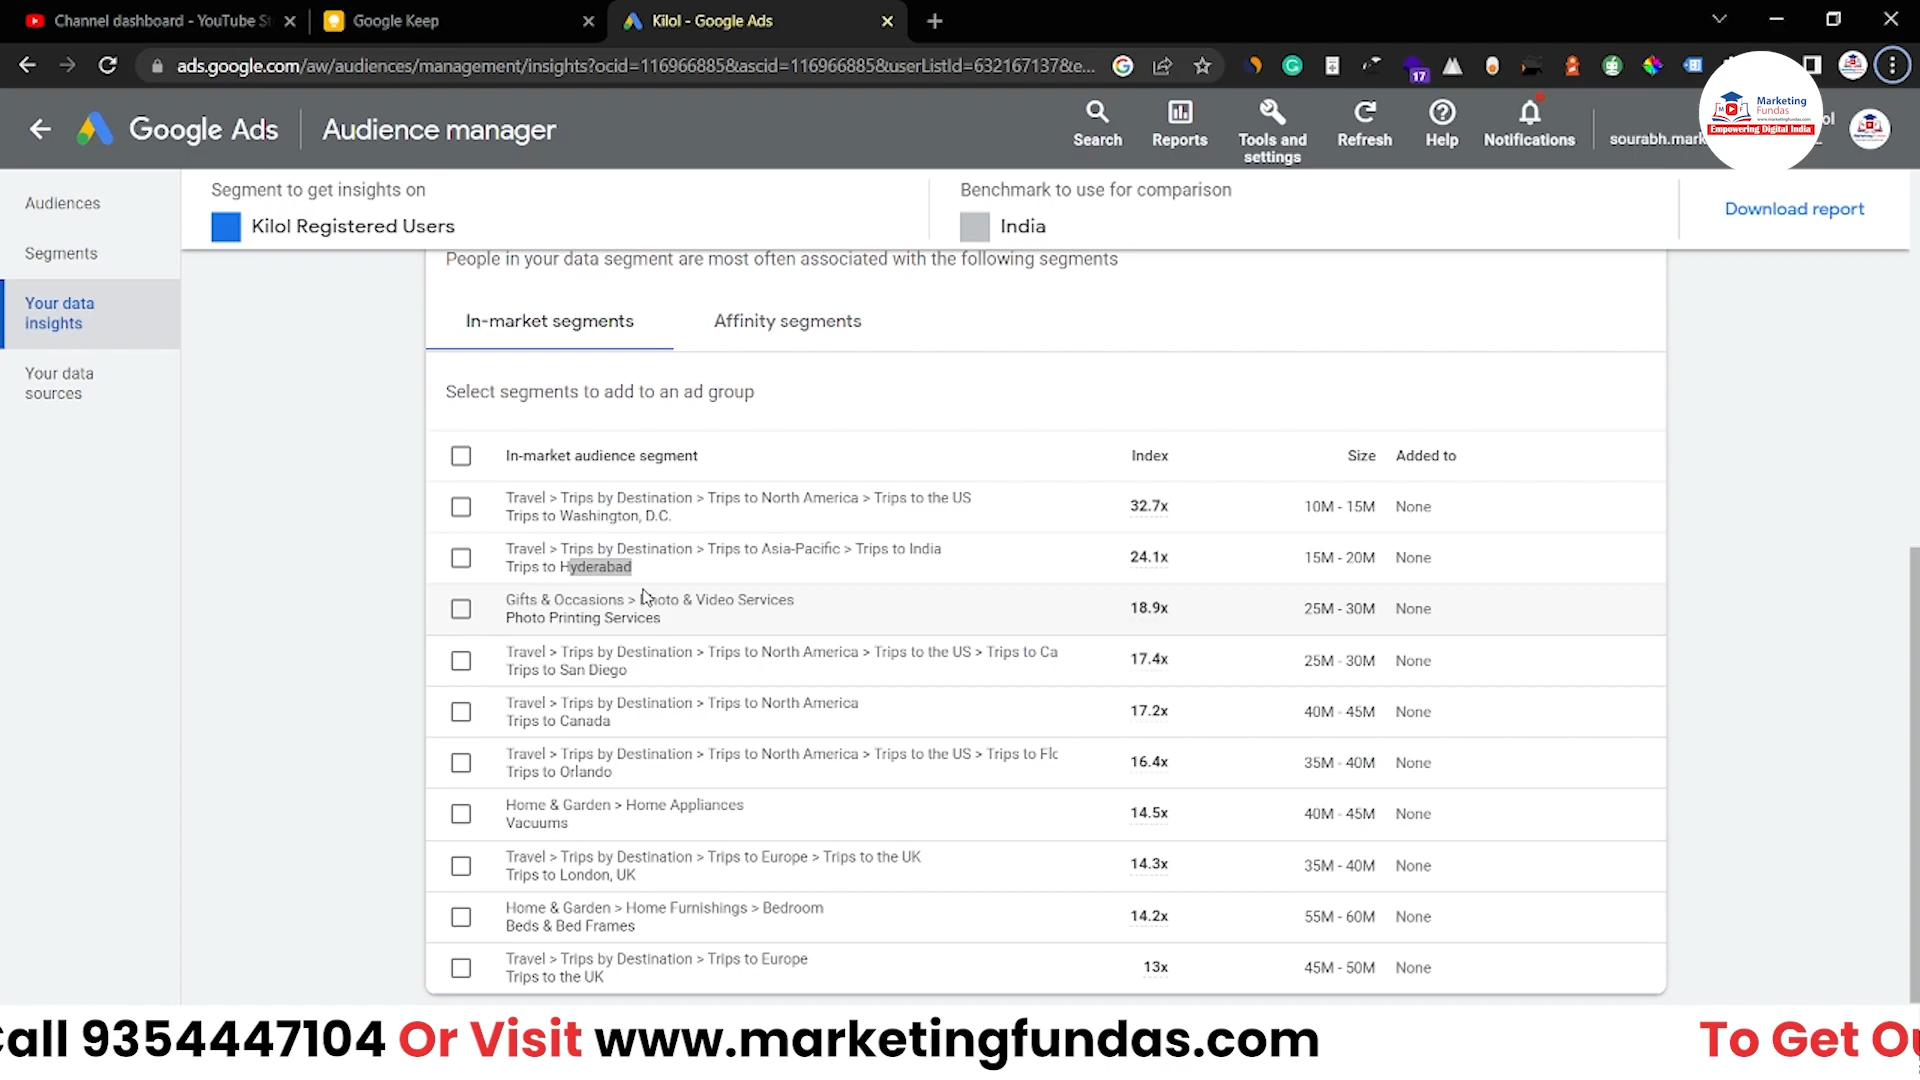 Channel dashboard - YouTube St
Google Keep
Kilol - Google Ads
ads.google.com/aw/audiences/management/insights?ocid=116966885&ascid=116966885&userListId=632167137&e...
17
Google Ads
Audience manager
Search
Reports
Tools and
settings
Refresh
Help
Notifications
sourabh.mark
ol
Marketing
Fundas
www.marketingfundas.com
Empowering Digital India
Audiences
Segments
Your data
insights
Your data
sources
Segment to get insights on
Kilol Registered Users
Benchmark to use for comparison
India
Download report
People in your data segment are most often associated with the following segments
In-market segments
Affinity segments
Select segments to add to an ad group
In-market audience segment Index Size Added to
Travel > Trips by Destination > Trips to North America > Trips to the US
Trips to Washington, D.C.
32.7x 10M - 15M None
Travel > Trips by Destination > Trips to Asia-Pacific > Trips to India
Trips to Hyderabad
24.1x 15M - 20M None
Gifts & Occasions > Photo & Video Services
Photo Printing Services
18.9x 25M - 30M None
Travel > Trips by Destination > Trips to North America > Trips to the US > Trips to Ca
Trips to San Diego
17.4x 25M - 30M None
Travel > Trips by Destination > Trips to North America
Trips to Canada
17.2x 40M - 45M None
Travel > Trips by Destination > Trips to North America > Trips to the US > Trips to Flo
Trips to Orlando
16.4x 35M - 40M None
Home & Garden > Home Appliances
Vacuums
14.5x 40M - 45M None
Travel > Trips by Destination > Trips to Europe > Trips to the UK
Trips to London, UK
14.3x 35M - 40M None
Home & Garden > Home Furnishings > Bedroom
Beds & Bed Frames
14.2x 55M - 60M None
Travel > Trips by Destination > Trips to Europe
Trips to the UK
13x 45M - 50M None
Call 9354447104 Or Visit www.marketingfundas.com To Get Ou